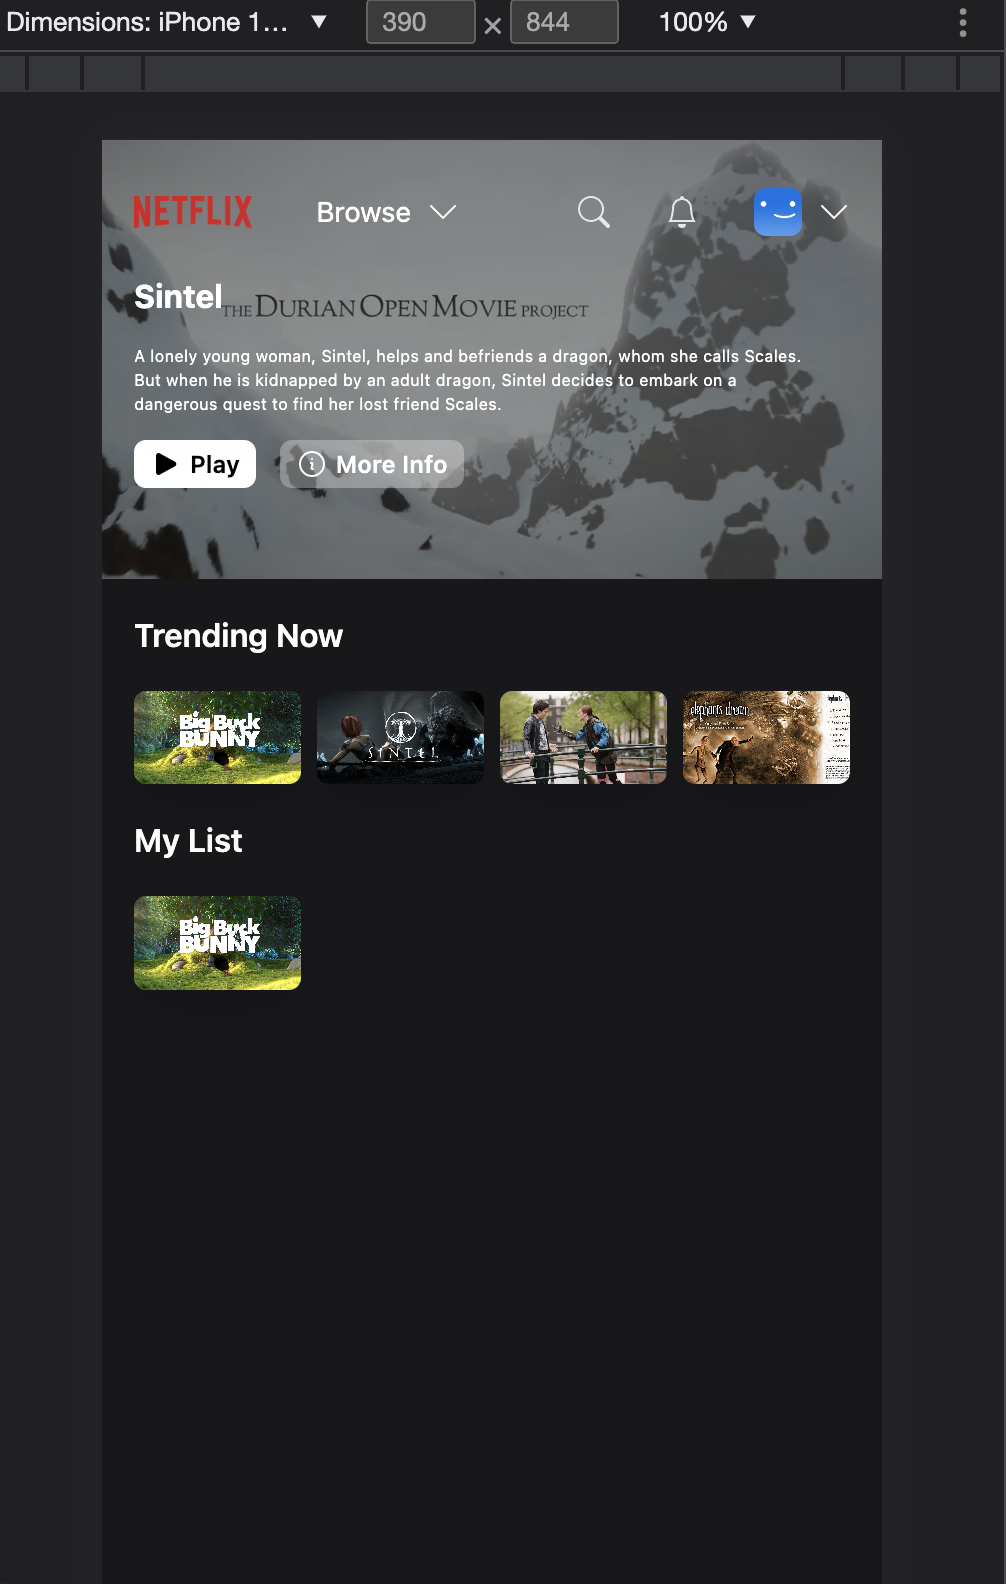 Dimensions: iPhone 1... ▼ 390 × 844 100% ▼
NETFLIX Browse
Sintel
THE DURIAN OPEN MOVIE PROJECT
A lonely young woman, Sintel, helps and befriends a dragon, whom she calls Scales.
But when he is kidnapped by an adult dragon, Sintel decides to embark on a
dangerous quest to find her lost friend Scales.
Play More Info
Trending Now
Big Buck
BUNNY
SINTEL
elephants dream
My List
Big Buck
BUNNY